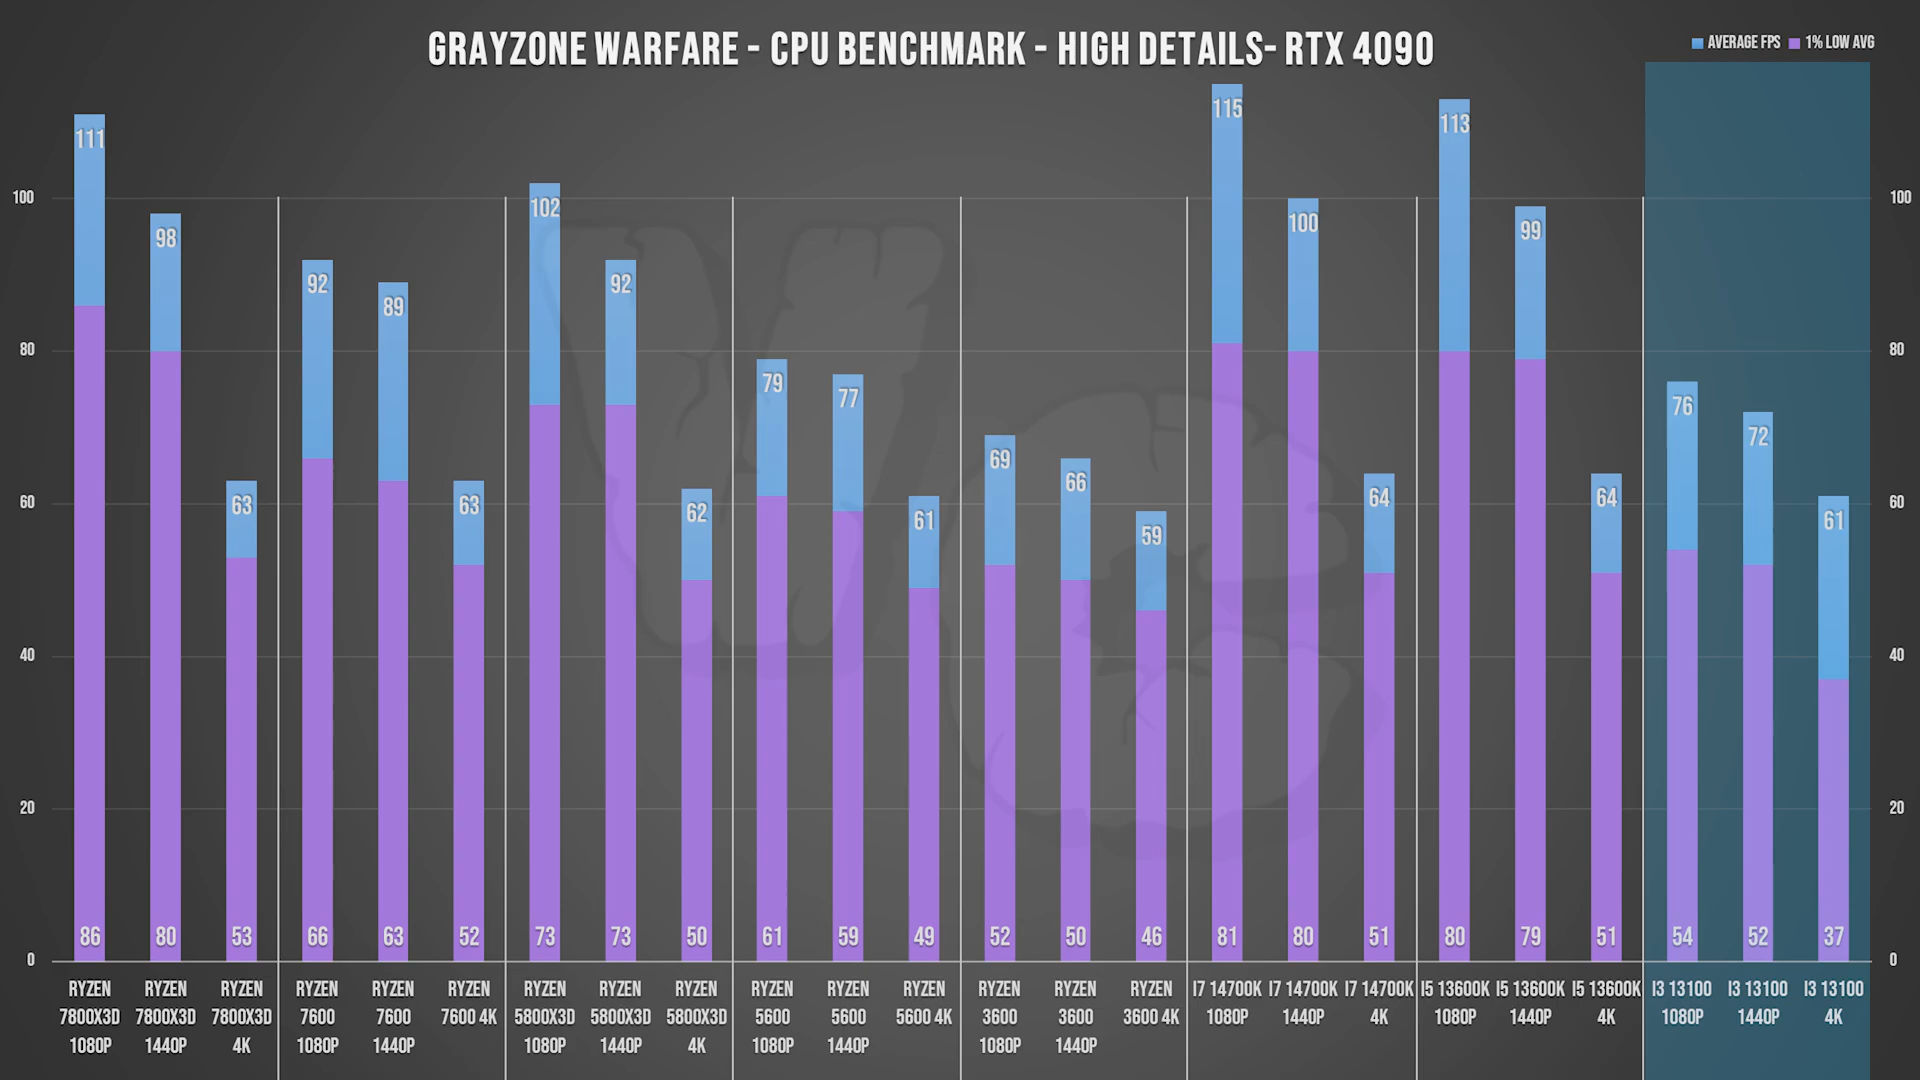 GRAYZONE WARFARE - CPU BENCHMARK - HIGH DETAILS- RTX 4090
AVERAGE FPS 1% LOW AVG
111 98 63 92 89 63 102 92 62 79 77 61 69 66 59 115 100 64 113 99 64 76 72 61
100 100
80 80
60 60
40 40
20 20
86 80 53 66 63 52 73 73 50 61 59 49 52 50 46 81 80 51 80 79 51 54 52 37
0 0
RYZEN RYZEN RYZEN RYZEN RYZEN RYZEN RYZEN RYZEN RYZEN RYZEN RYZEN RYZEN RYZEN RYZEN RYZEN I7 14700K I7 14700K I7 14700K I5 13600K I5 13600K I5 13600K I3 13100 I3 13100 I3 13100
7800X3D 7800X3D 7800X3D 7600 7600 7600 4K 5800X3D 5800X3D 5800X3D 5600 5600 5600 4K 3600 3600 3600 4K 1080P 1440P 4K 1080P 1440P 4K 1080P 1440P 4K
1080P 1440P 4K 1080P 1440P 1080P 1440P 4K 1080P 1440P 1080P 1440P